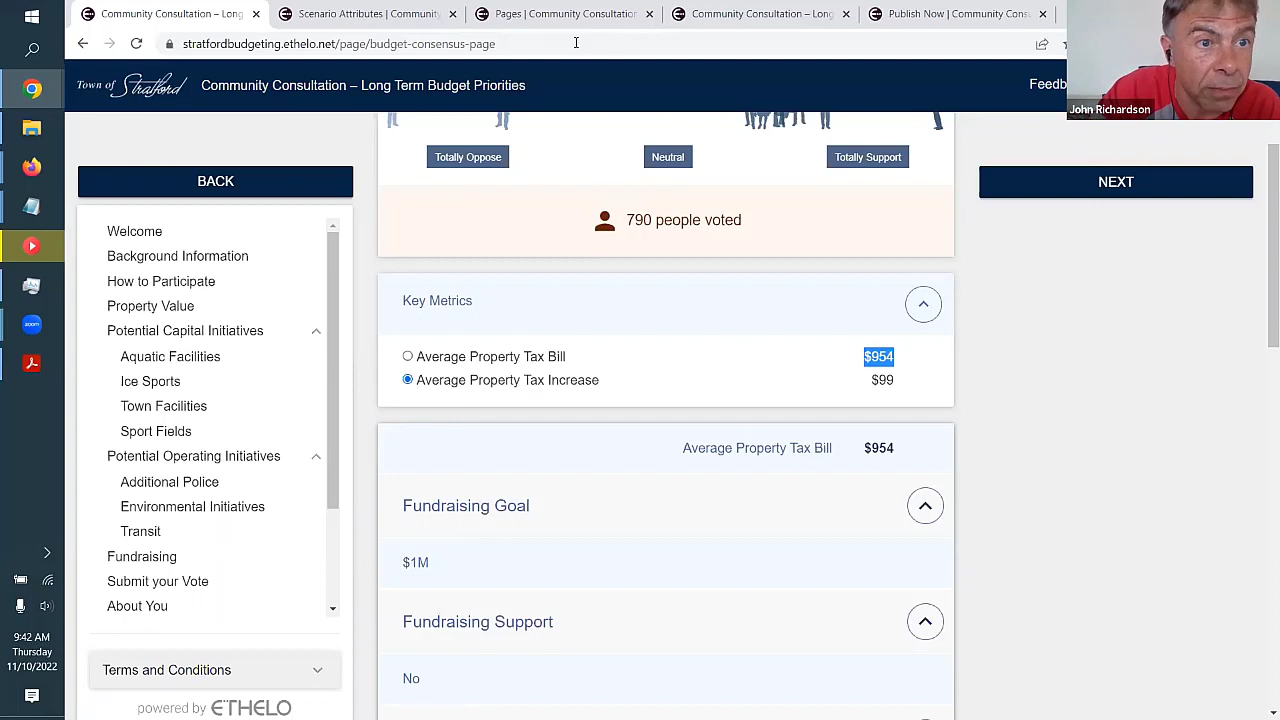 Community Consultation – Long
Scenario Attributes | Community
Pages | Community Consultation
Community Consultation – Long
Publish Now | Community Cons
stratfordbudgeting.ethelo.net/page/budget-consensus-page
Town of Stratford
Community Consultation – Long Term Budget Priorities
Feedb
John Richardson
Totally Oppose
Neutral
Totally Support
BACK
NEXT
790 people voted
Welcome
Background Information
How to Participate
Property Value
Potential Capital Initiatives
Aquatic Facilities
Ice Sports
Town Facilities
Sport Fields
Potential Operating Initiatives
Additional Police
Environmental Initiatives
Transit
Fundraising
Submit your Vote
About You
Terms and Conditions
powered by ETHELO
Key Metrics
Average Property Tax Bill $954
Average Property Tax Increase $99
Average Property Tax Bill $954
Fundraising Goal
$1M
Fundraising Support
No
zoom
9:42 AM
Thursday
11/10/2022